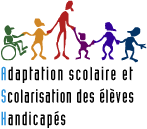 Adaptation scolaire et
Scolarisation des élèves
Handicapés